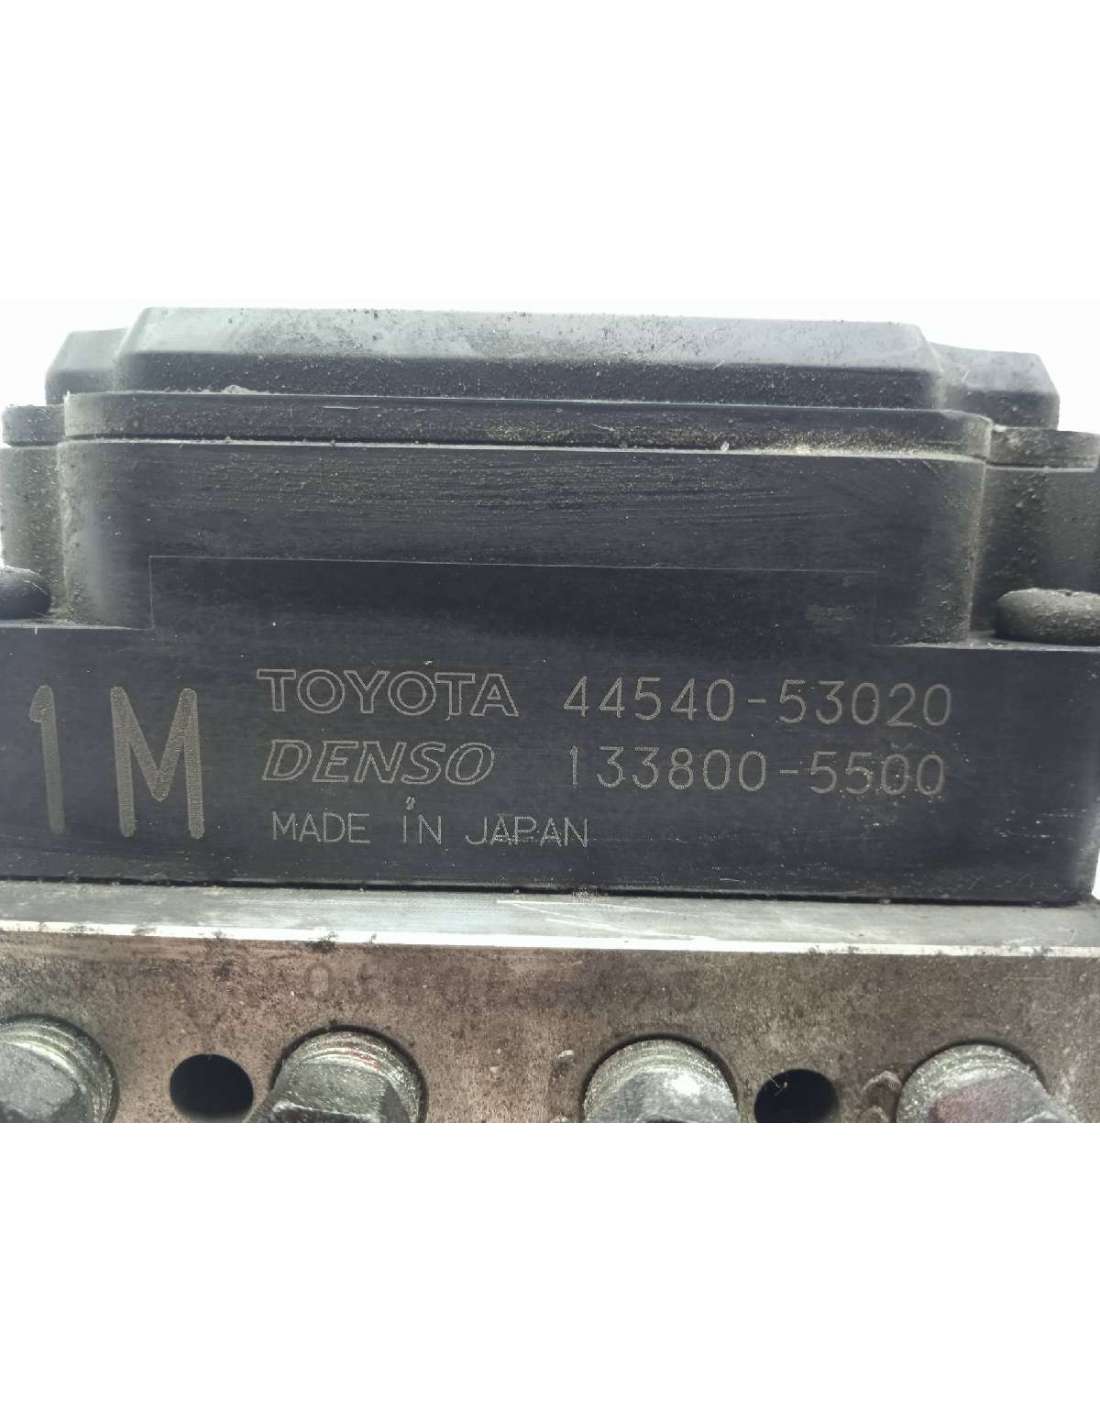 1M
TOYOTA 44540-53020
DENSO 133800-5500
MADE IN JAPAN